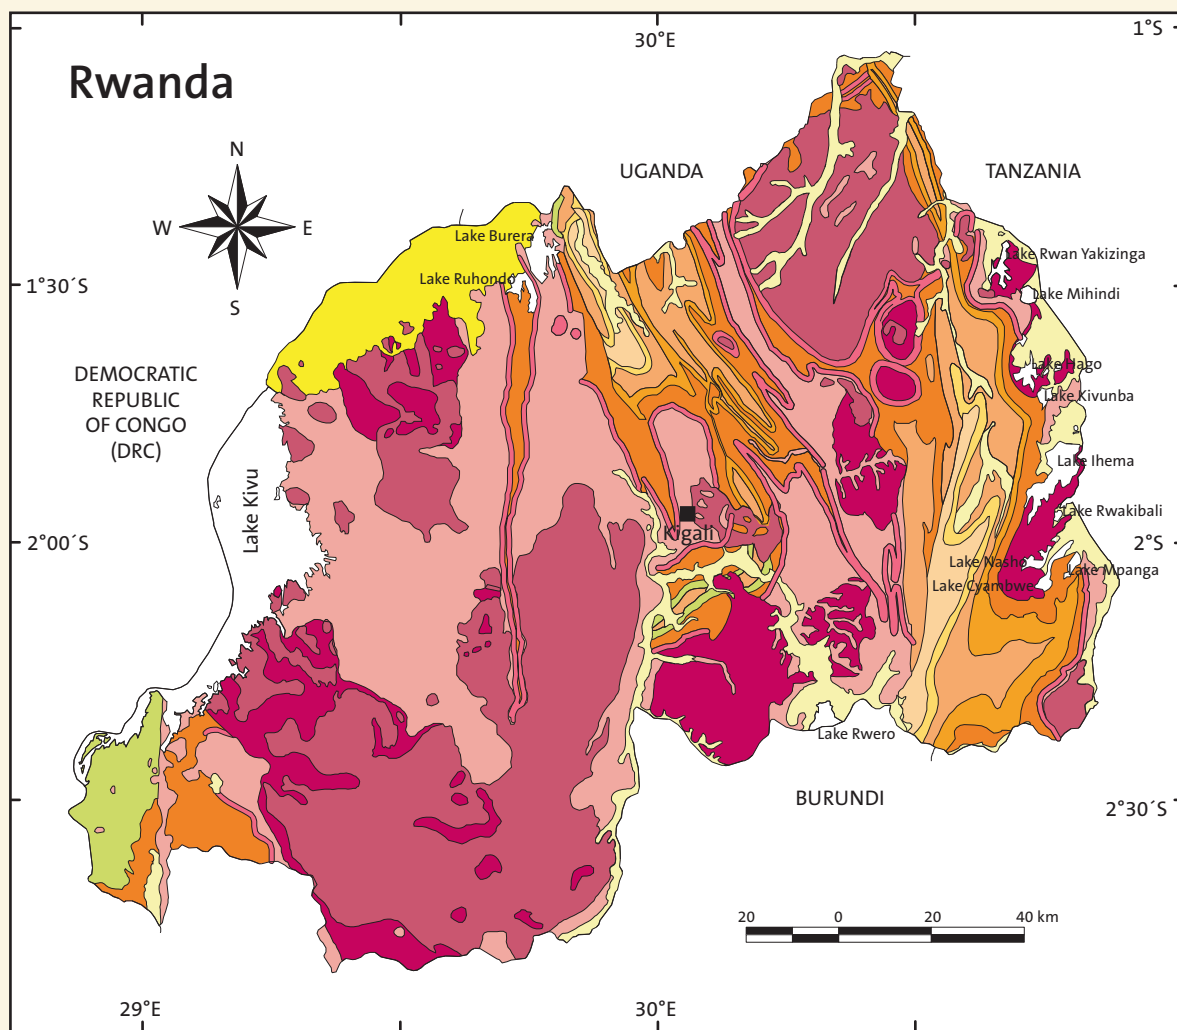 30°E
1°S
Rwanda
N
W
E
S
UGANDA
TANZANIA
Lake Burera
Lake Rwan Yakizinga
Lake Ruhondo
1°30´S
Lake Mihindi
DEMOCRATIC
REPUBLIC
OF CONGO
(DRC)
Lake Hago
Lake Kivunba
Lake Ihema
Lake Kivu
Lake Rwakibali
Kigali
2°00´S
2°S
Lake Nasho
Lake Mpanga
Lake Cyambwe
Lake Rwero
BURUNDI
2°30´S
20 0 20 40 km
29°E
30°E